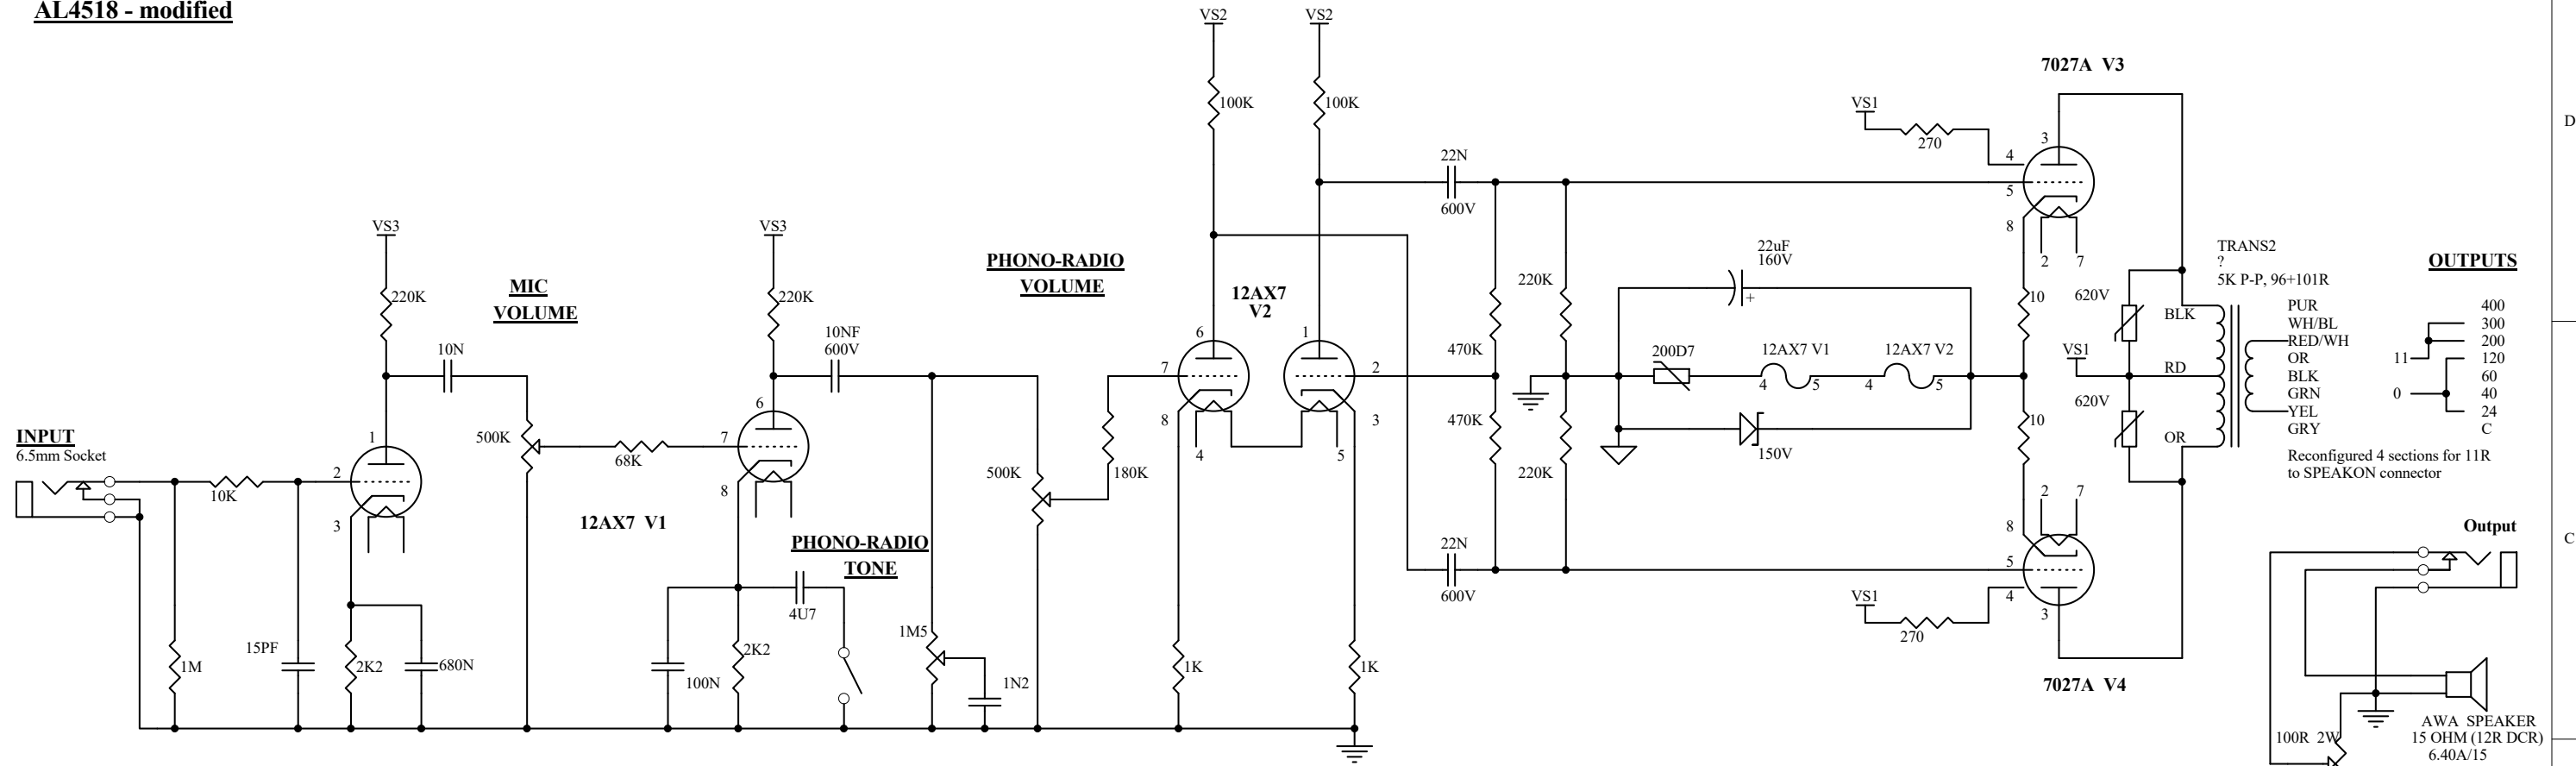 AL4518 - modified
VS2
VS2
100K
100K
7027A V3
VS1
270
3
4
5
8
2 7
D
22N
600V
VS3
VS3
220K
220K
MIC
VOLUME
PHONO-RADIO
VOLUME
12AX7
V2
10N
10NF
600V
6
1
7
2
8
3
4
5
220K
470K
470K
220K
22uF
160V
+
200D7
12AX7 V1
12AX7 V2
4 5
4 5
150V
10
10
620V
620V
VS1
BLK
RD
OR
TRANS2
?
5K P-P, 96+101R
OUTPUTS
PUR 400
WH/BL 300
RED/WH 200
OR 11 120
BLK 60
GRN 0 40
YEL 24
GRY C
Reconfigured 4 sections for 11R
to SPEAKON connector
INPUT
6.5mm Socket
10K
1
2
3
500K
68K
6
7
8
12AX7 V1
500K
180K
PHONO-RADIO
TONE
22N
600V
2 7
8
5
4
3
VS1
270
7027A V4
1M
15PF
2K2
680N
100N
2K2
4U7
1M5
1N2
1K
1K
Output
C
100R 2W
AWA SPEAKER
15 OHM (12R DCR)
6.40A/15